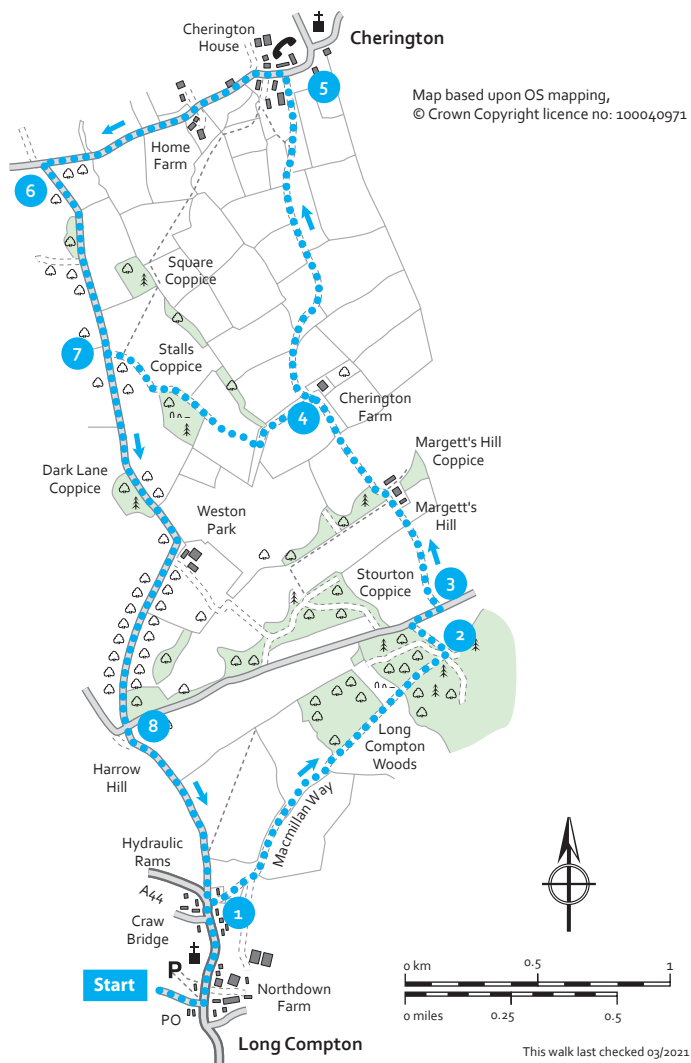 Cherington
House
Cherington
5
Map based upon OS mapping,
© Crown Copyright licence no: 100040971
Home
Farm
6
Square
Coppice
7
Stalls
Coppice
4
Cherington
Farm
Margett's Hill
Coppice
Margett's
Hill
Dark Lane
Coppice
Weston
Park
Stourton
Coppice
3
2
8
Long
Compton
Woods
Harrow
Hill
Macmillan Way
Hydraulic
Rams
A44
1
Craw
Bridge
P
Start
Northdown
Farm
PO
Long Compton
0 km
0.5
1
0 miles
0.25
0.5
This walk last checked 03/2021